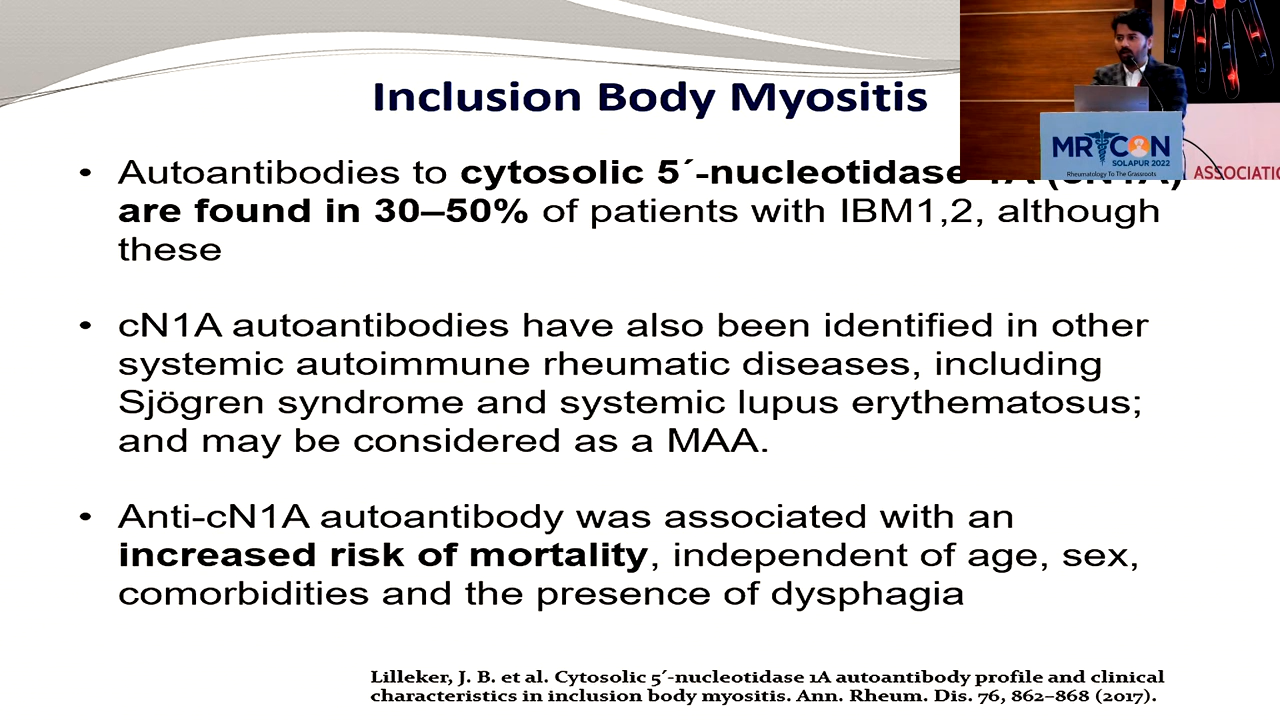 Inclusion Body Myositis
• Autoantibodies to cytosolic 5´-nucleotidase 1A (cN1A)
are found in 30–50% of patients with IBM1,2, although
these
• cN1A autoantibodies have also been identified in other
systemic autoimmune rheumatic diseases, including
Sjögren syndrome and systemic lupus erythematosus;
and may be considered as a MAA.
• Anti-cN1A autoantibody was associated with an
increased risk of mortality, independent of age, sex,
comorbidities and the presence of dysphagia
Lilleker, J. B. et al. Cytosolic 5´-nucleotidase 1A autoantibody profile and clinical
characteristics in inclusion body myositis. Ann. Rheum. Dis. 76, 862–868 (2017).
MRCON
SOLAPUR 2022
Rheumatology To The Grassroots